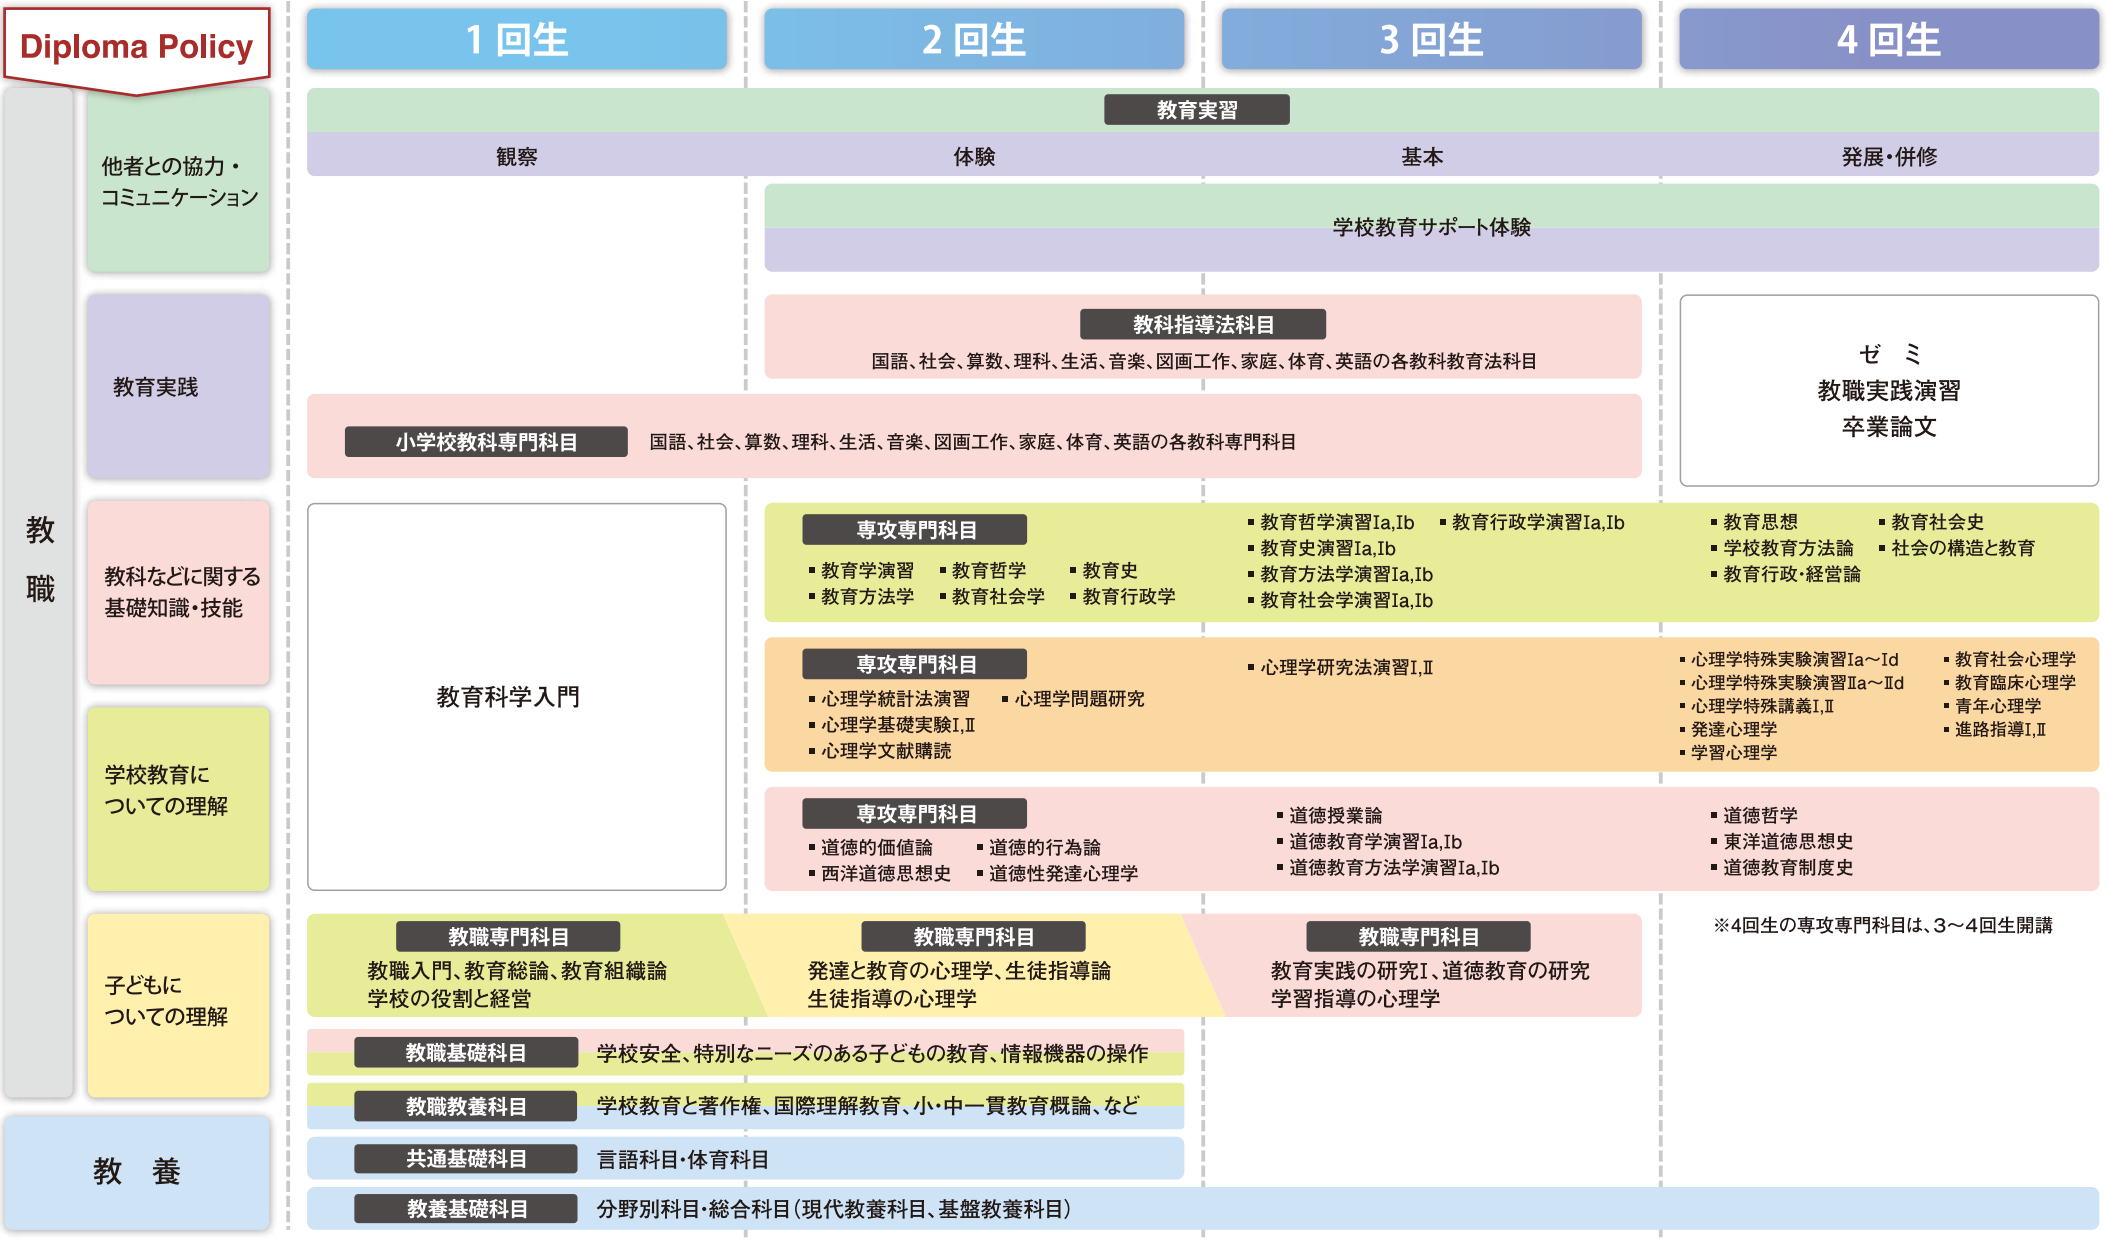 Diploma Policy
1 回生
2 回生
3 回生
4 回生
教職
他者との協力・
コミュニケーション
教育実習
観察
体験
基本
発展・併修
学校教育サポート体験
教育実践
教科指導法科目
国語、社会、算数、理科、生活、音楽、図画工作、家庭、体育、英語の各教科教育法科目
小学校教科専門科目
国語、社会、算数、理科、生活、音楽、図画工作、家庭、体育、英語の各教科専門科目
ゼ ミ
教職実践演習
卒業論文
教科などに関する
基礎知識・技能
学校教育に
ついての理解
教育科学入門
専攻専門科目
▪ 教育学演習 ▪ 教育哲学 ▪ 教育史
▪ 教育方法学 ▪ 教育社会学 ▪ 教育行政学
▪ 教育哲学演習Ia,Ib ▪ 教育行政学演習Ia,Ib
▪ 教育史演習Ia,Ib
▪ 教育方法学演習Ia,Ib
▪ 教育社会学演習Ia,Ib
▪ 教育思想 ▪ 教育社会史
▪ 学校教育方法論 ▪ 社会の構造と教育
▪ 教育行政・経営論
専攻専門科目
▪ 心理学統計法演習 ▪ 心理学問題研究
▪ 心理学基礎実験I,II
▪ 心理学文献購読
▪ 心理学研究法演習I,II
▪ 心理学特殊実験演習Ia〜Id ▪ 教育社会心理学
▪ 心理学特殊実験演習IIa〜IId ▪ 教育臨床心理学
▪ 心理学特殊講義I,II ▪ 青年心理学
▪ 発達心理学 ▪ 進路指導I,II
▪ 学習心理学
専攻専門科目
▪ 道徳的価値論 ▪ 道徳的行為論
▪ 西洋道徳思想史 ▪ 道徳性発達心理学
▪ 道徳授業論
▪ 道徳教育学演習Ia,Ib
▪ 道徳教育方法学演習Ia,Ib
▪ 道徳哲学
▪ 東洋道徳思想史
▪ 道徳教育制度史
※4回生の専攻専門科目は、3〜4回生開講
子どもに
ついての理解
教職専門科目
教職入門、教育総論、教育組織論
学校の役割と経営
教職専門科目
発達と教育の心理学、生徒指導論
生徒指導の心理学
教職専門科目
教育実践の研究I、道徳教育の研究
学習指導の心理学
教職基礎科目
学校安全、特別なニーズのある子どもの教育、情報機器の操作
教職教養科目
学校教育と著作権、国際理解教育、小・中一貫教育概論、など
教 養
共通基礎科目
言語科目・体育科目
教養基礎科目
分野別科目・総合科目(現代教養科目、基盤教養科目)